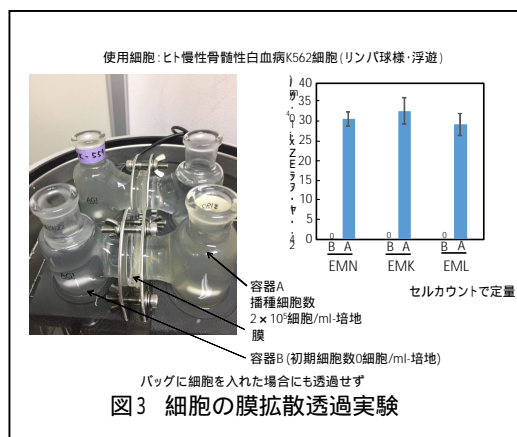 使用細胞:ヒト慢性骨髄性白血病K562細胞(リンパ球様・浮遊)
40
35
30
25
20
15
10
5
0
0
0
0
B A B A B A
EMN EMK EML
セルカウントで定量
容器A
播種細胞数
2×10⁵細胞/ml-培地
膜
容器B (初期細胞数0細胞/ml-培地)
バッグに細胞を入れた場合にも透過せず
図3 細胞の膜拡散透過実験